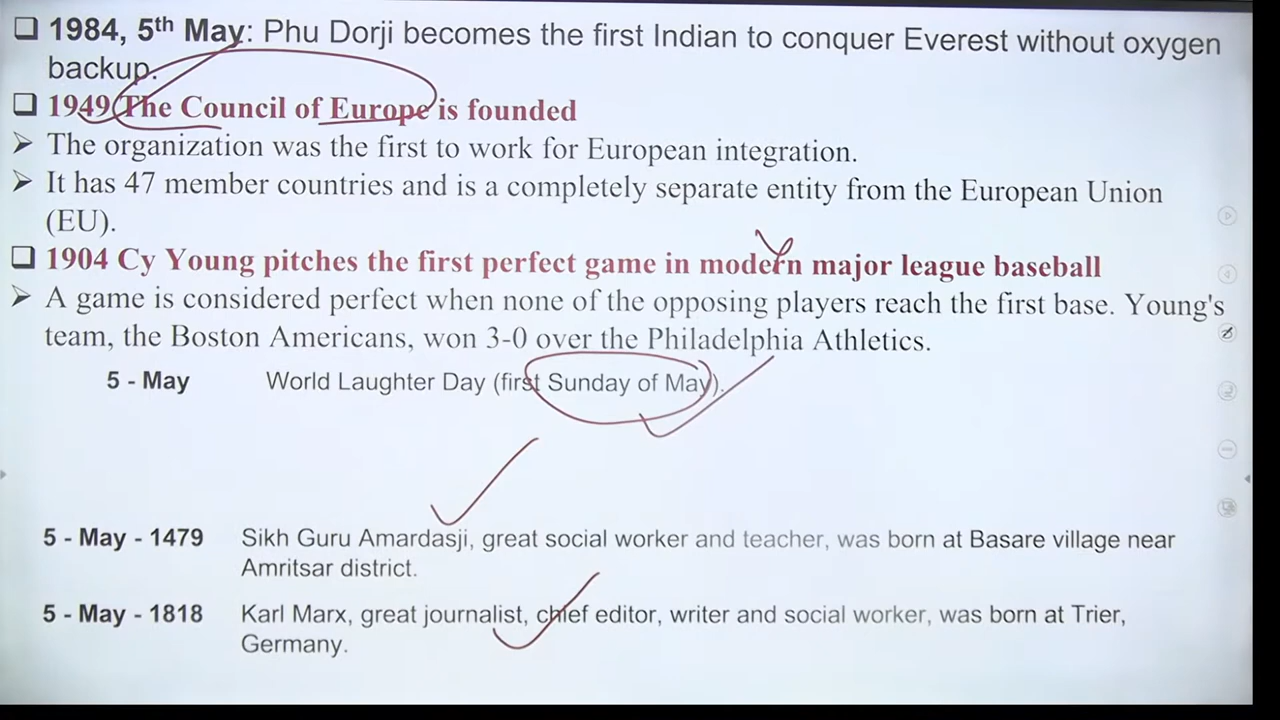 ❑ 1984, 5th May: Phu Dorji becomes the first Indian to conquer Everest without oxygen
backup.
❑ 1949 The Council of Europe is founded
➢ The organization was the first to work for European integration.
➢ It has 47 member countries and is a completely separate entity from the European Union
(EU).
❑ 1904 Cy Young pitches the first perfect game in modern major league baseball
➢ A game is considered perfect when none of the opposing players reach the first base. Young's
team, the Boston Americans, won 3-0 over the Philadelphia Athletics.
5 - May World Laughter Day (first Sunday of May).
5 - May - 1479 Sikh Guru Amardasji, great social worker and teacher, was born at Basare village near
Amritsar district.
5 - May - 1818 Karl Marx, great journalist, chief editor, writer and social worker, was born at Trier,
Germany.